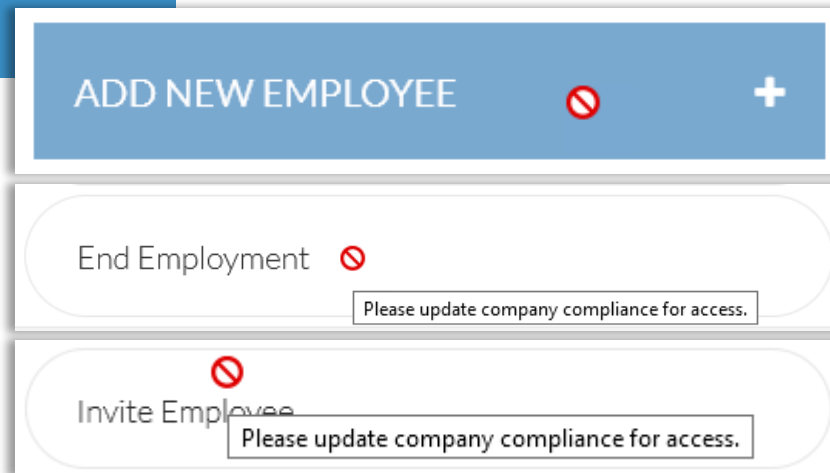 ADD NEW EMPLOYEE
End Employment
Please update company compliance for access.
Invite Employee
Please update company compliance for access.